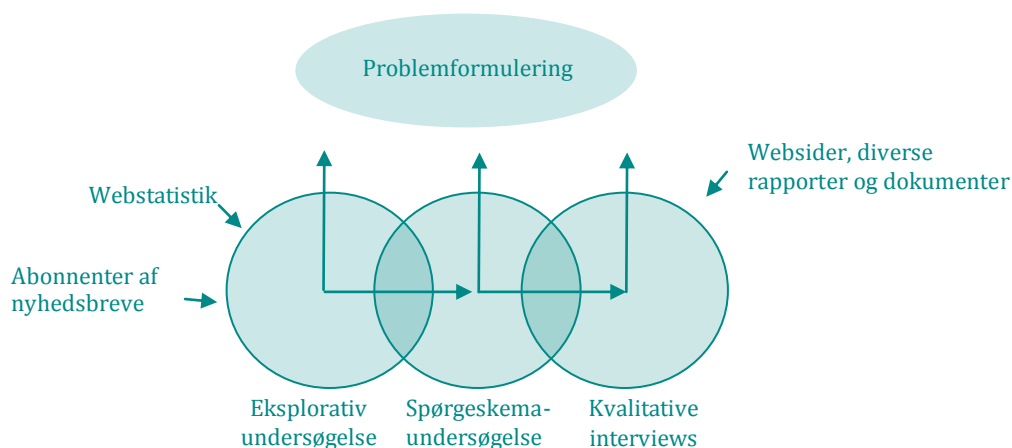 Problemformulering
Websider, diverse
rapporter og dokumenter
Webstatistik
Abonnenter af
nyhedsbreve
Eksplorativ
undersøgelse
Spørgeskema-
undersøgelse
Kvalitative
interviews